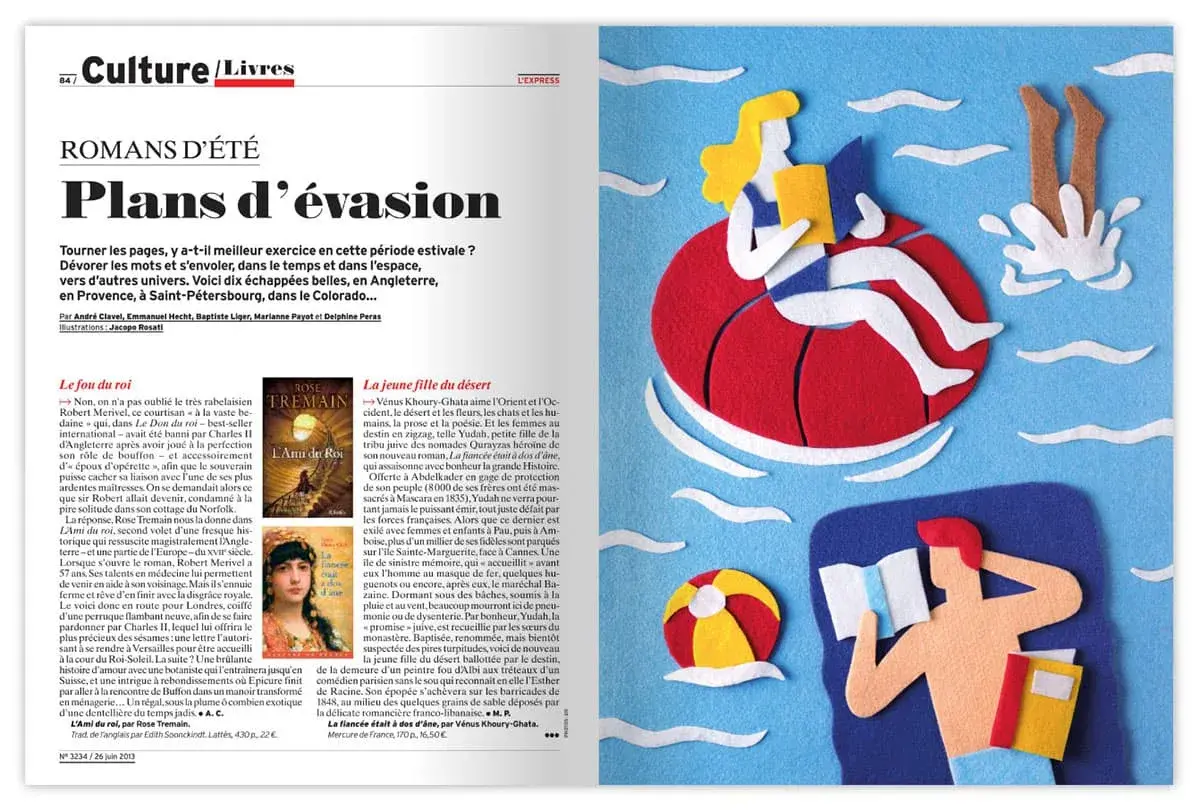 84 / Culture /Livres
L'EXPRESS
ROMANS D'ÉTÉ
Plans d'évasion
Tourner les pages, y a-t-il meilleur exercice en cette période estivale ?
Dévorer les mots et s'envoler, dans le temps et dans l'espace,
vers d'autres univers. Voici dix échappées belles, en Angleterre,
en Provence, à Saint-Pétersbourg, dans le Colorado...
Par André Clavel, Emmanuel Hecht, Baptiste Liger, Marianne Payot et Delphine Peras
Illustrations : Jacopo Rosati
Le fou du roi
↦ Non, on n'a pas oublié le très rabelaisien
Robert Merivel, ce courtisan « à la vaste be-
daine » qui, dans Le Don du roi – best-seller
international – avait été banni par Charles II
d'Angleterre après avoir joué à la perfection
son rôle de bouffon – et accessoirement
d'« époux d'opérette », afin que le souverain
puisse cacher sa liaison avec l'une de ses plus
ardentes maîtresses. On se demandait alors ce
que sir Robert allait devenir, condamné à la
pire solitude dans son cottage du Norfolk.
La réponse, Rose Tremain nous la donne dans
L'Ami du roi, second volet d'une fresque his-
torique qui ressuscite magistralement l'Angle-
terre – et une partie de l'Europe – du XVIIe siècle.
Lorsque s'ouvre le roman, Robert Merivel a
57 ans. Ses talents en médecine lui permettent
de venir en aide à son voisinage. Mais il s'ennuie
ferme et rêve d'en finir avec la disgrâce royale.
Le voici donc en route pour Londres, coiffé
d'une perruque flambant neuve, afin de se faire
pardonner par Charles II, lequel lui offrira le
plus précieux des sésames : une lettre l'autori-
sant à se rendre à Versailles pour être accueilli
à la cour du Roi-Soleil. La suite ? Une brûlante
histoire d'amour avec une botaniste qui l'entraînera jusqu'en
Suisse, et une intrigue à rebondissements où Epicure finit
par aller à la rencontre de Buffon dans un manoir transformé
en ménagerie... Un régal, sous la plume ô combien exotique
d'une dentellière du temps jadis. ● A. C.
L'Ami du roi, par Rose Tremain.
Trad. de l'anglais par Edith Soonckindt. Lattès, 430 p., 22 €.
ROSE
TREMAIN
L'Ami du Roi
La
fiancée
était
à dos
d'âne
La jeune fille du désert
↦ Vénus Khoury-Ghata aime l'Orient et l'Oc-
cident, le désert et les fleurs, les chats et les hu-
mains, la prose et la poésie. Et les femmes au
destin en zigzag, telle Yudah, petite fille de la
tribu juive des nomades Qurayzas héroïne de
son nouveau roman, La fiancée était à dos d'âne,
qui assaisonne avec bonheur la grande Histoire.
Offerte à Abdelkader en gage de protection
de son peuple (8 000 de ses frères ont été mas-
sacrés à Mascara en 1835), Yudah ne verra pour-
tant jamais le puissant émir, tout juste défait par
les forces françaises. Alors que ce dernier est
exilé avec femmes et enfants à Pau, puis à Am-
boise, plus d'un millier de ses fidèles sont parqués
sur l'île Sainte-Marguerite, face à Cannes. Une
île de sinistre mémoire, qui « accueillit » avant
eux l'homme au masque de fer, quelques hu-
guenots ou encore, après eux, le maréchal Ba-
zaine. Dormant sous des bâches, soumis à la
pluie et au vent, beaucoup mourront ici de pneu-
monie ou de dysenterie. Par bonheur, Yudah, la
« promise » juive, est recueillie par les sœurs du
monastère. Baptisée, renommée, mais bientôt
suspectée des pires turpitudes, voici de nouveau
la jeune fille du désert ballottée par le destin,
de la demeure d'un peintre fou d'Albi aux tréteaux d'un
comédien parisien sans le sou qui reconnaît en elle l'Esther
de Racine. Son épopée s'achèvera sur les barricades de
1848, au milieu des quelques grains de sable déposés par
la délicate romancière franco-libanaise. ● M. P.
La fiancée était à dos d'âne, par Vénus Khoury-Ghata.
Mercure de France, 170 p., 16,50 €.
N° 3234 / 26 juin 2013